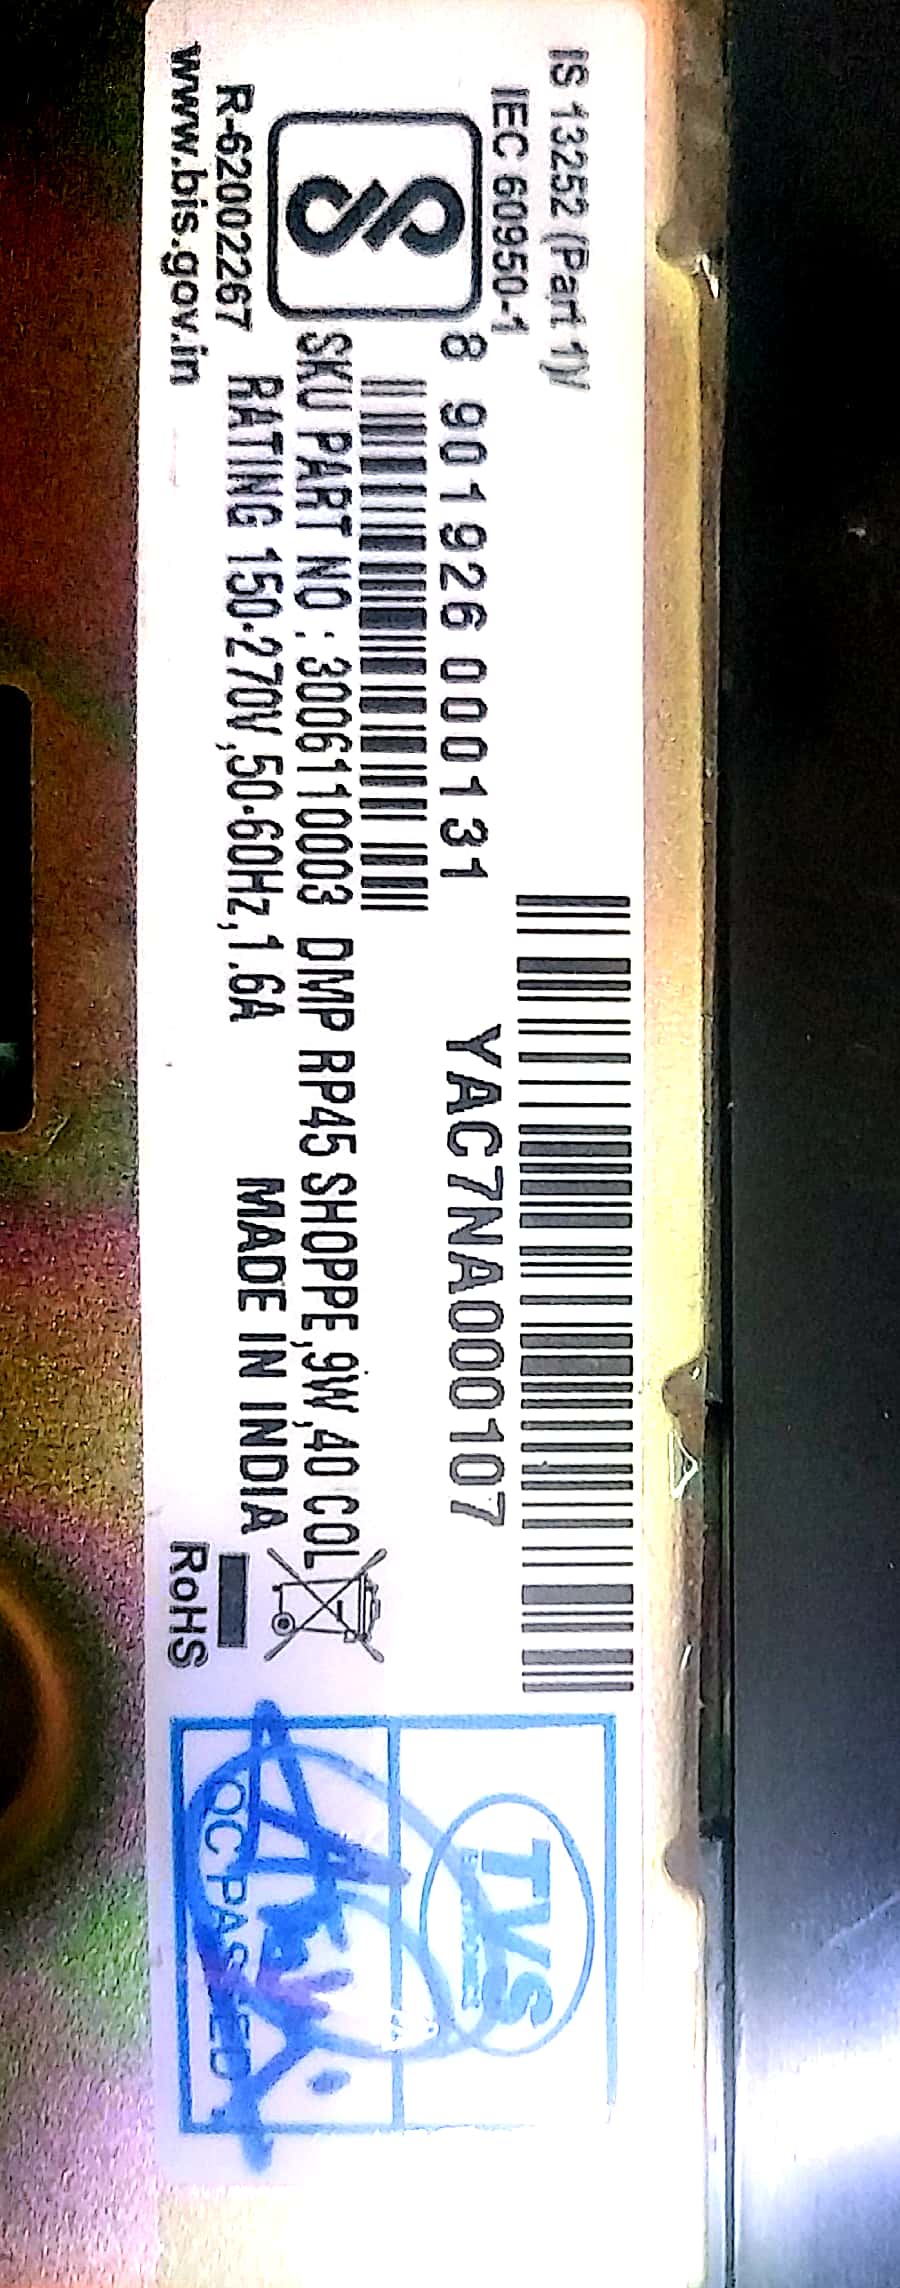 IS 13252 (Part 1)/
IEC 60950-1
R-62002267
www.bis.gov.in
8 901926 000131
YAC7NA000107
SKU PART NO : 3006110003 DMP RP45 SHOPPE,9W,40 COL
RATING 150-270V,50-60Hz,1.6A
MADE IN INDIA
RoHS
TVS
QC PASSED